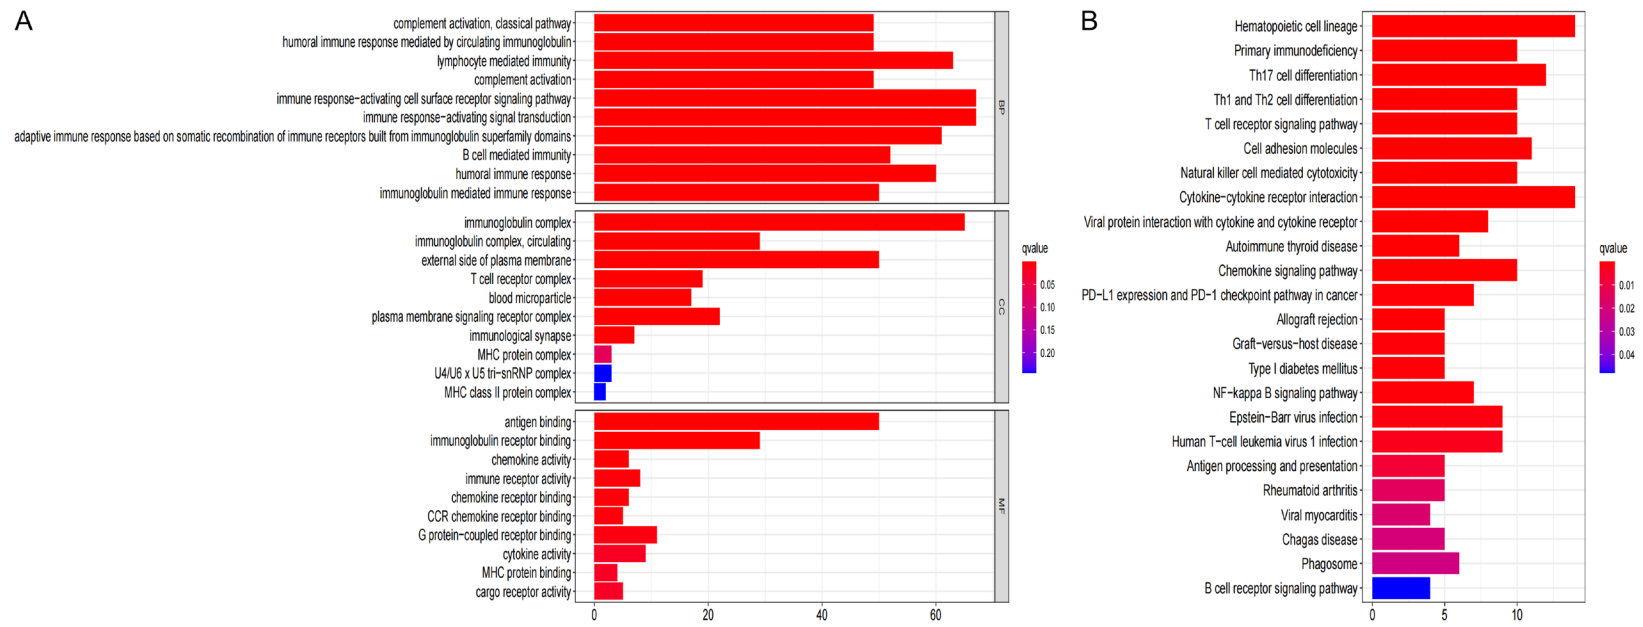 A
complement activation, classical pathway
humoral immune response mediated by circulating immunoglobulin
lymphocyte mediated immunity
complement activation
immune response−activating cell surface receptor signaling pathway
immune response−activating signal transduction
adaptive immune response based on somatic recombination of immune receptors built from immunoglobulin superfamily domains
B cell mediated immunity
humoral immune response
immunoglobulin mediated immune response
BP
immunoglobulin complex
immunoglobulin complex, circulating
external side of plasma membrane
T cell receptor complex
blood microparticle
plasma membrane signaling receptor complex
immunological synapse
MHC protein complex
U4/U6 x U5 tri−snRNP complex
MHC class II protein complex
CC
antigen binding
immunoglobulin receptor binding
chemokine activity
immune receptor activity
chemokine receptor binding
CCR chemokine receptor binding
G protein−coupled receptor binding
cytokine activity
MHC protein binding
cargo receptor activity
MF
0 20 40 60
qvalue
0.05
0.10
0.15
0.20
B
Hematopoietic cell lineage
Primary immunodeficiency
Th17 cell differentiation
Th1 and Th2 cell differentiation
T cell receptor signaling pathway
Cell adhesion molecules
Natural killer cell mediated cytotoxicity
Cytokine−cytokine receptor interaction
Viral protein interaction with cytokine and cytokine receptor
Autoimmune thyroid disease
Chemokine signaling pathway
PD−L1 expression and PD−1 checkpoint pathway in cancer
Allograft rejection
Graft−versus−host disease
Type I diabetes mellitus
NF−kappa B signaling pathway
Epstein−Barr virus infection
Human T−cell leukemia virus 1 infection
Antigen processing and presentation
Rheumatoid arthritis
Viral myocarditis
Chagas disease
Phagosome
B cell receptor signaling pathway
0 5 10
qvalue
0.01
0.02
0.03
0.04